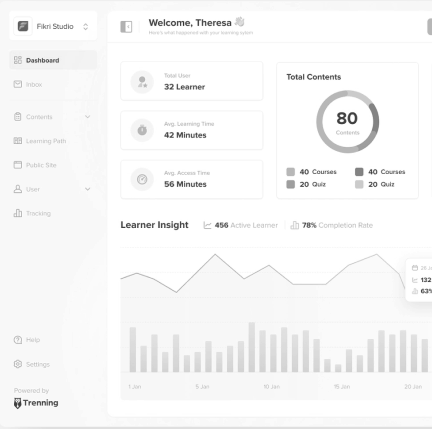 Fikri Studio
Dashboard
Inbox
Contents
Learning Path
Public Site
User
Tracking
Help
Settings
Powered by
Trenning
Welcome, Theresa 👋
Here's what happened with your learning system
Total User
32 Learner
Avg. Learning Time
42 Minutes
Avg. Access Time
56 Minutes
Total Contents
80
Contents
40 Courses
40 Courses
20 Quiz
20 Quiz
Learner Insight
456 Active Learner
78% Completion Rate
132
63%
1 Jan
5 Jan
10 Jan
15 Jan
20 Jan